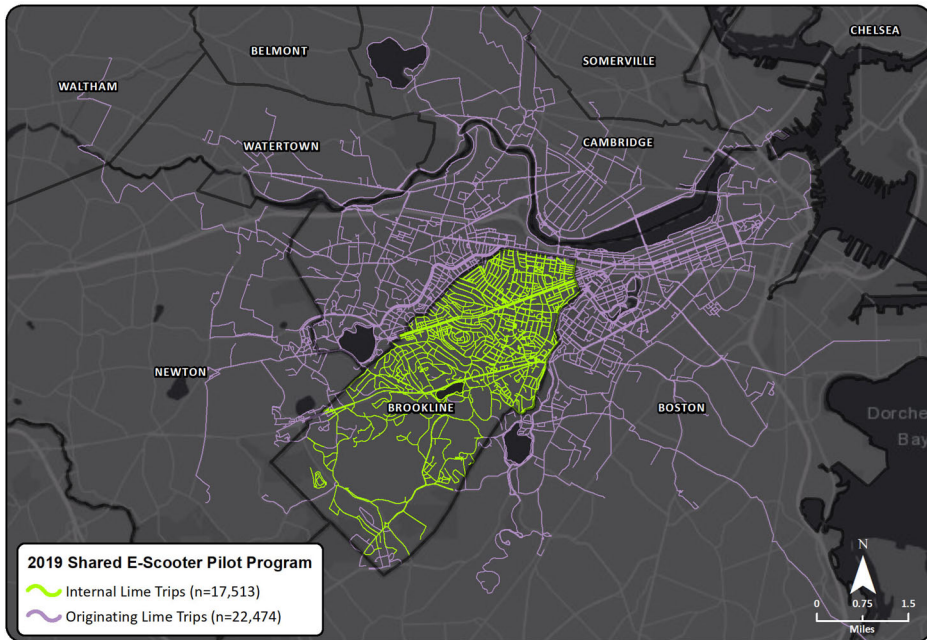 CHELSEA
BELMONT
SOMERVILLE
WALTHAM
WATERTOWN
CAMBRIDGE
NEWTON
BROOKLINE
BOSTON
Dorche
Bay
2019 Shared E-Scooter Pilot Program
Internal Lime Trips (n=17,513)
Originating Lime Trips (n=22,474)
N
0 0.75 1.5
Miles